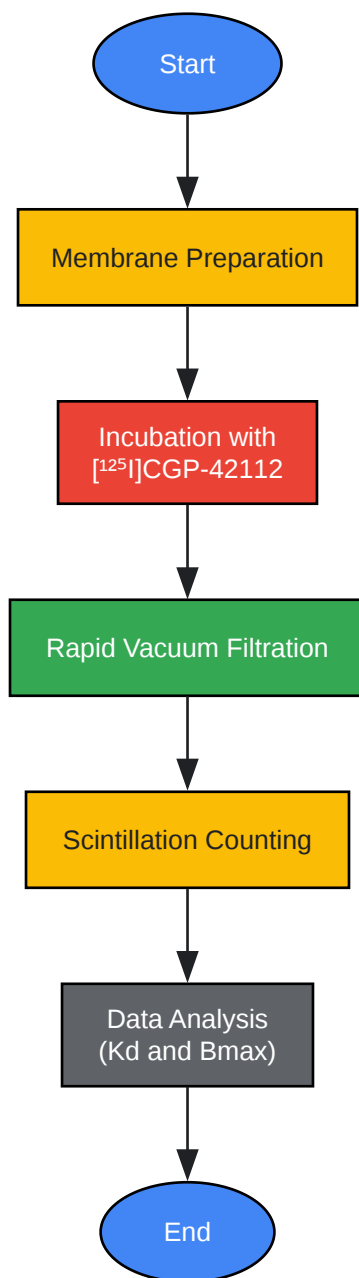 Start
Membrane Preparation
Incubation with
[¹²⁵I]CGP-42112
Rapid Vacuum Filtration
Scintillation Counting
Data Analysis
(Kd and Bmax)
End